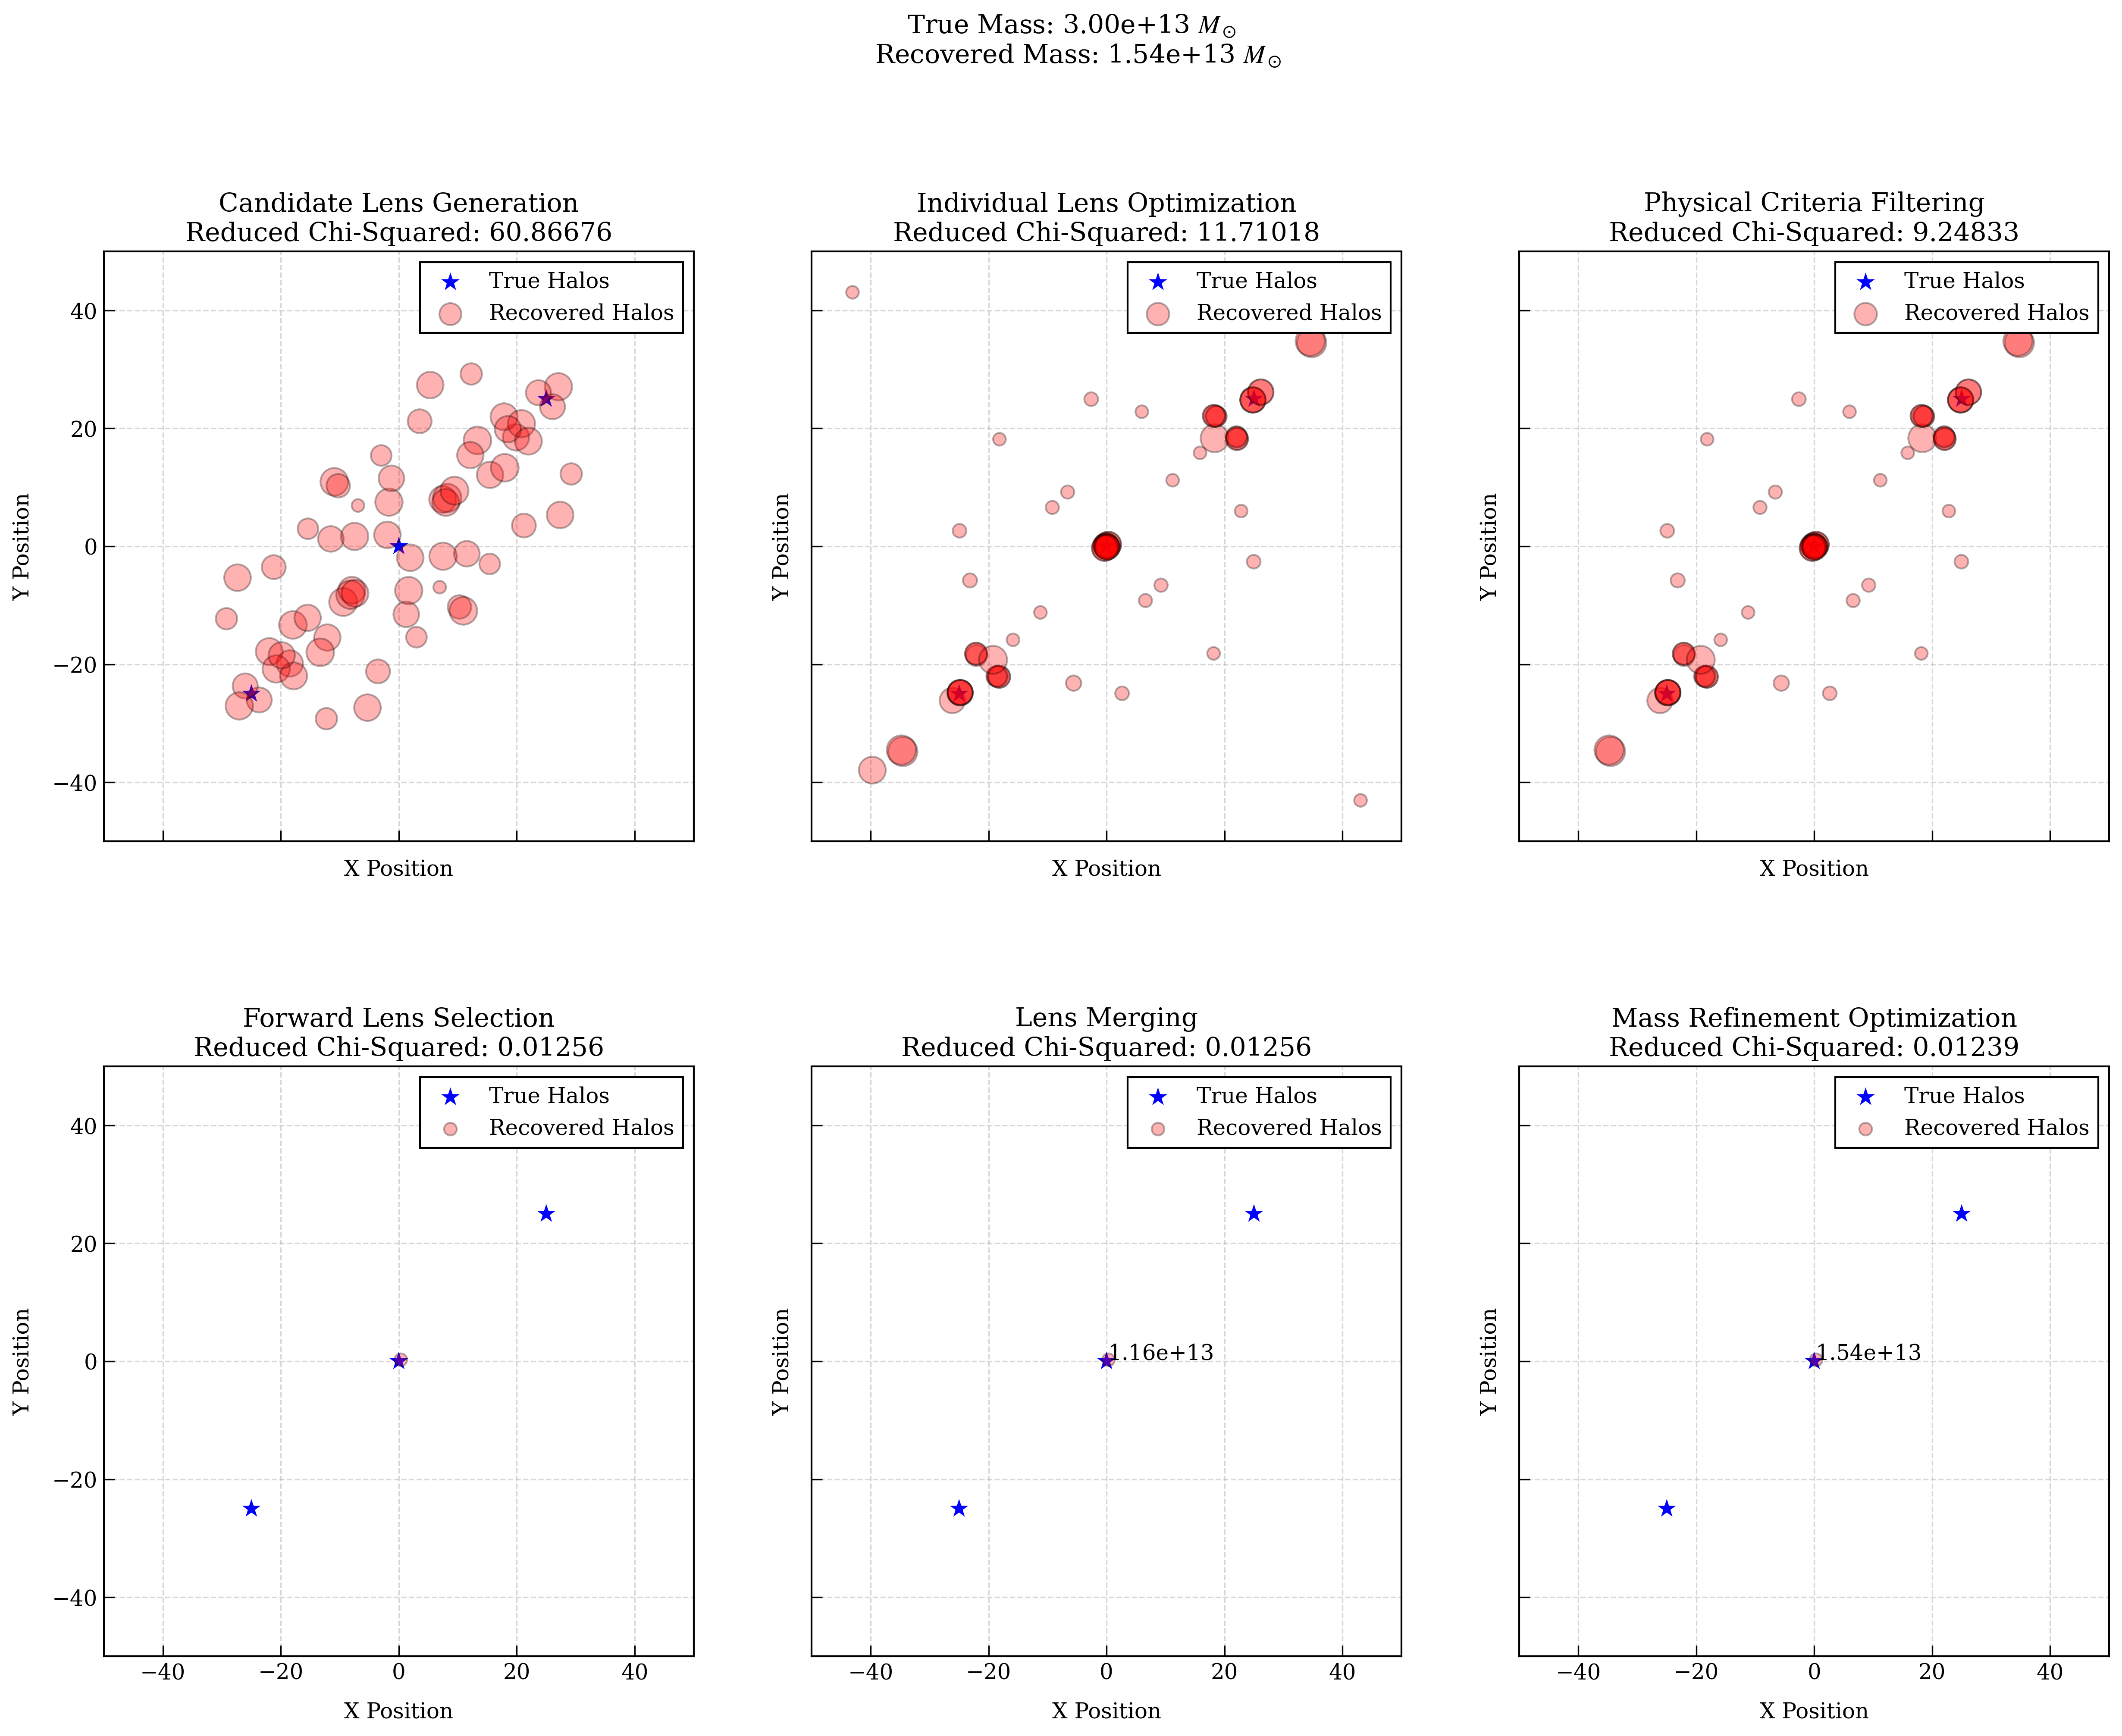 True Mass: 3.00e+13 M⊙
Recovered Mass: 1.54e+13 M⊙
Candidate Lens Generation
Reduced Chi-Squared: 60.86676
True Halos
Recovered Halos
40
20
0
−20
−40
Y Position
X Position
Individual Lens Optimization
Reduced Chi-Squared: 11.71018
True Halos
Recovered Halos
Y Position
X Position
Physical Criteria Filtering
Reduced Chi-Squared: 9.24833
True Halos
Recovered Halos
Y Position
X Position
Forward Lens Selection
Reduced Chi-Squared: 0.01256
True Halos
Recovered Halos
40
20
0
−20
−40
Y Position
−40 −20 0 20 40
X Position
Lens Merging
Reduced Chi-Squared: 0.01256
True Halos
Recovered Halos
1.16e+13
Y Position
−40 −20 0 20 40
X Position
Mass Refinement Optimization
Reduced Chi-Squared: 0.01239
True Halos
Recovered Halos
1.54e+13
Y Position
−40 −20 0 20 40
X Position